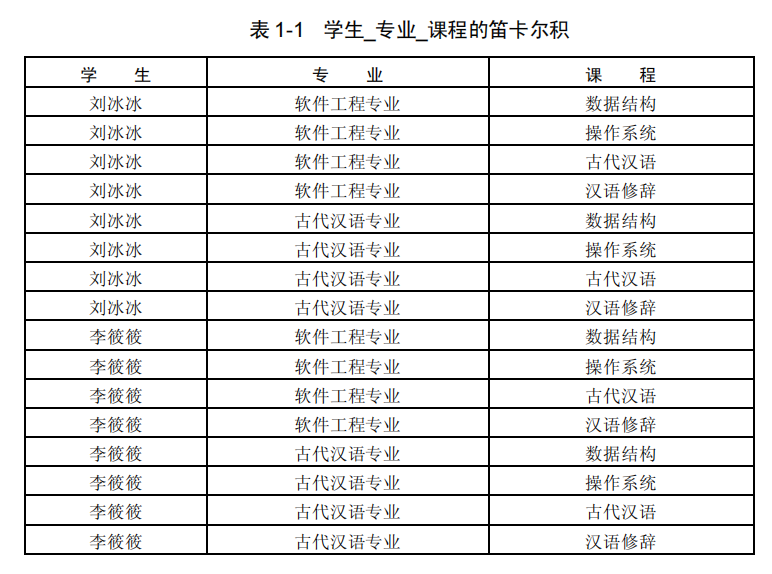 表 1-1 学生_专业_课程的笛卡尔积
学 生 专 业 课 程
刘冰冰 软件工程专业 数据结构
刘冰冰 软件工程专业 操作系统
刘冰冰 软件工程专业 古代汉语
刘冰冰 软件工程专业 汉语修辞
刘冰冰 古代汉语专业 数据结构
刘冰冰 古代汉语专业 操作系统
刘冰冰 古代汉语专业 古代汉语
刘冰冰 古代汉语专业 汉语修辞
李筱筱 软件工程专业 数据结构
李筱筱 软件工程专业 操作系统
李筱筱 软件工程专业 古代汉语
李筱筱 软件工程专业 汉语修辞
李筱筱 古代汉语专业 数据结构
李筱筱 古代汉语专业 操作系统
李筱筱 古代汉语专业 古代汉语
李筱筱 古代汉语专业 汉语修辞